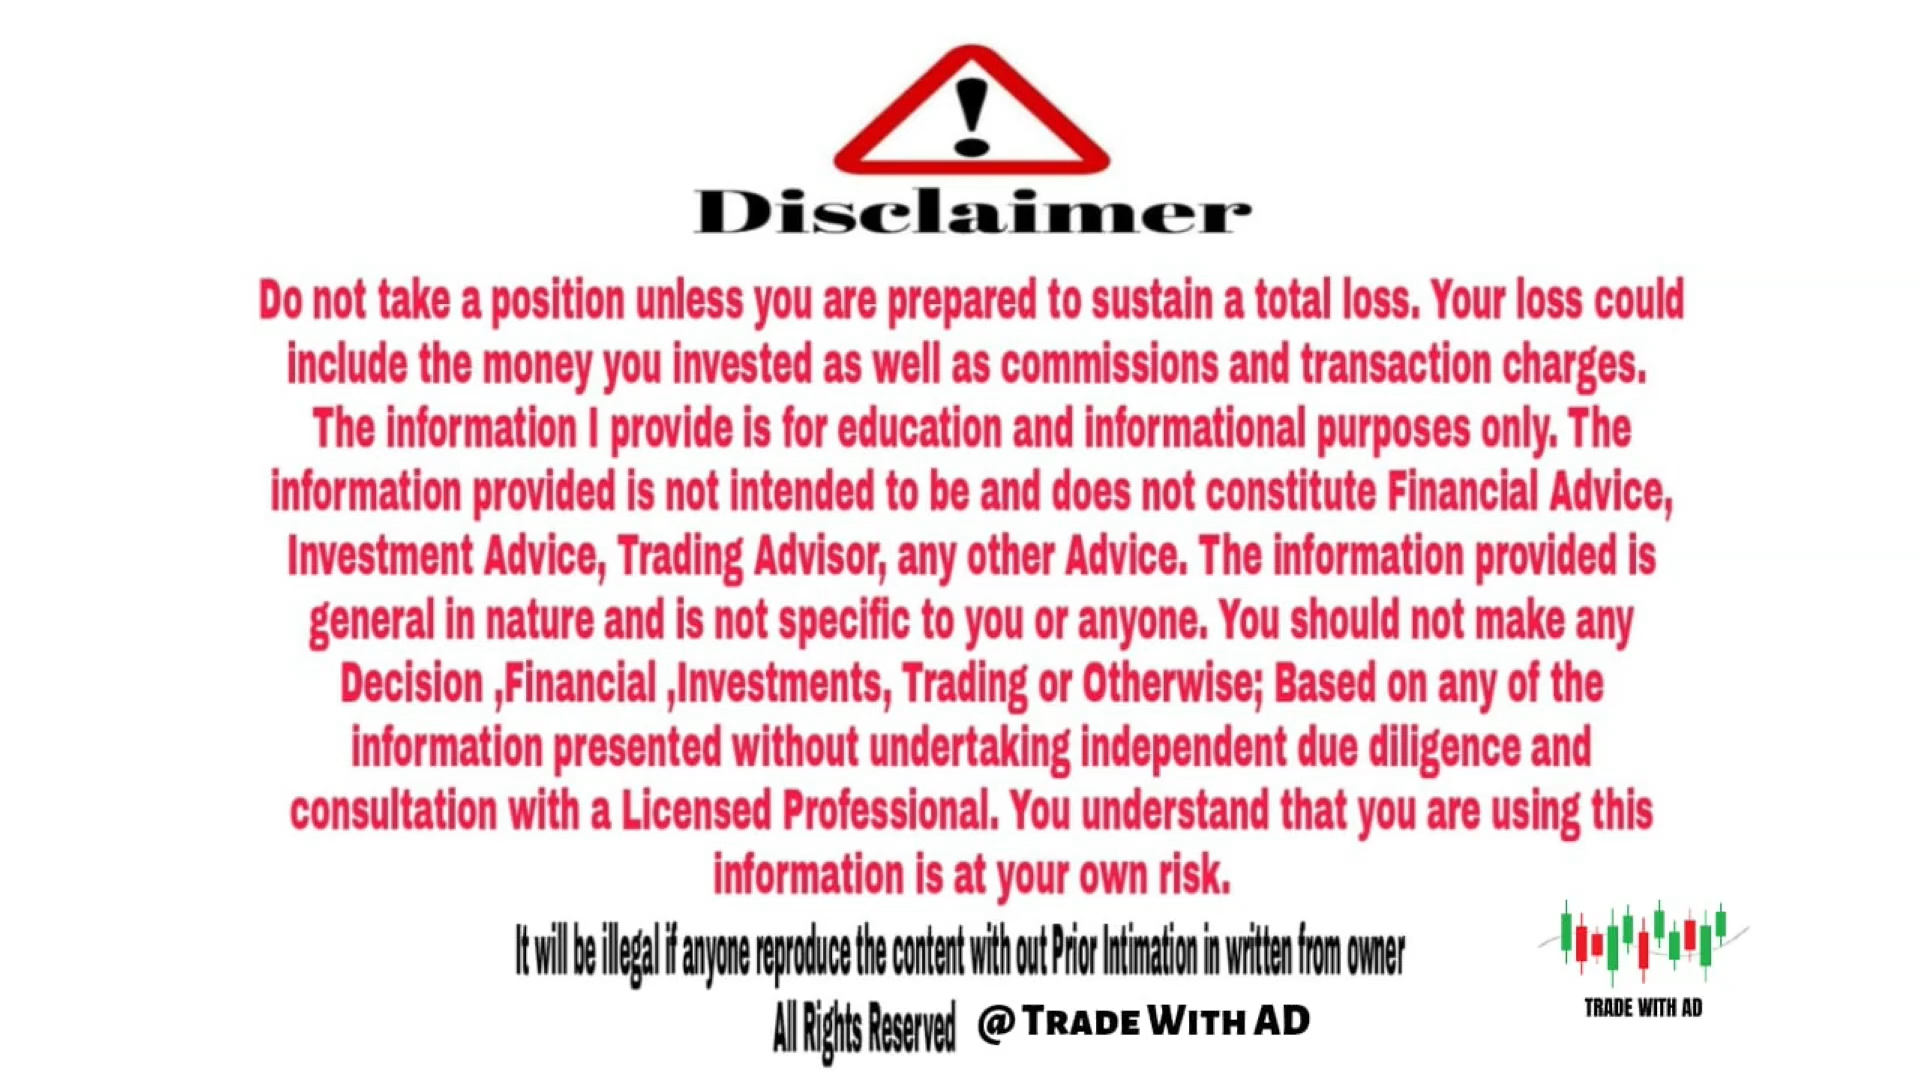 Disclaimer
Do not take a position unless you are prepared to sustain a total loss. Your loss could
include the money you invested as well as commissions and transaction charges.
The information I provide is for education and informational purposes only. The
information provided is not intended to be and does not constitute Financial Advice,
Investment Advice, Trading Advisor, any other Advice. The information provided is
general in nature and is not specific to you or anyone. You should not make any
Decision ,Financial ,Investments, Trading or Otherwise; Based on any of the
information presented without undertaking independent due diligence and
consultation with a Licensed Professional. You understand that you are using this
information is at your own risk.
It will be illegal if anyone reproduce the content with out Prior Intimation in written from owner
All Rights Reserved @ Trade With AD
TRADE WITH AD